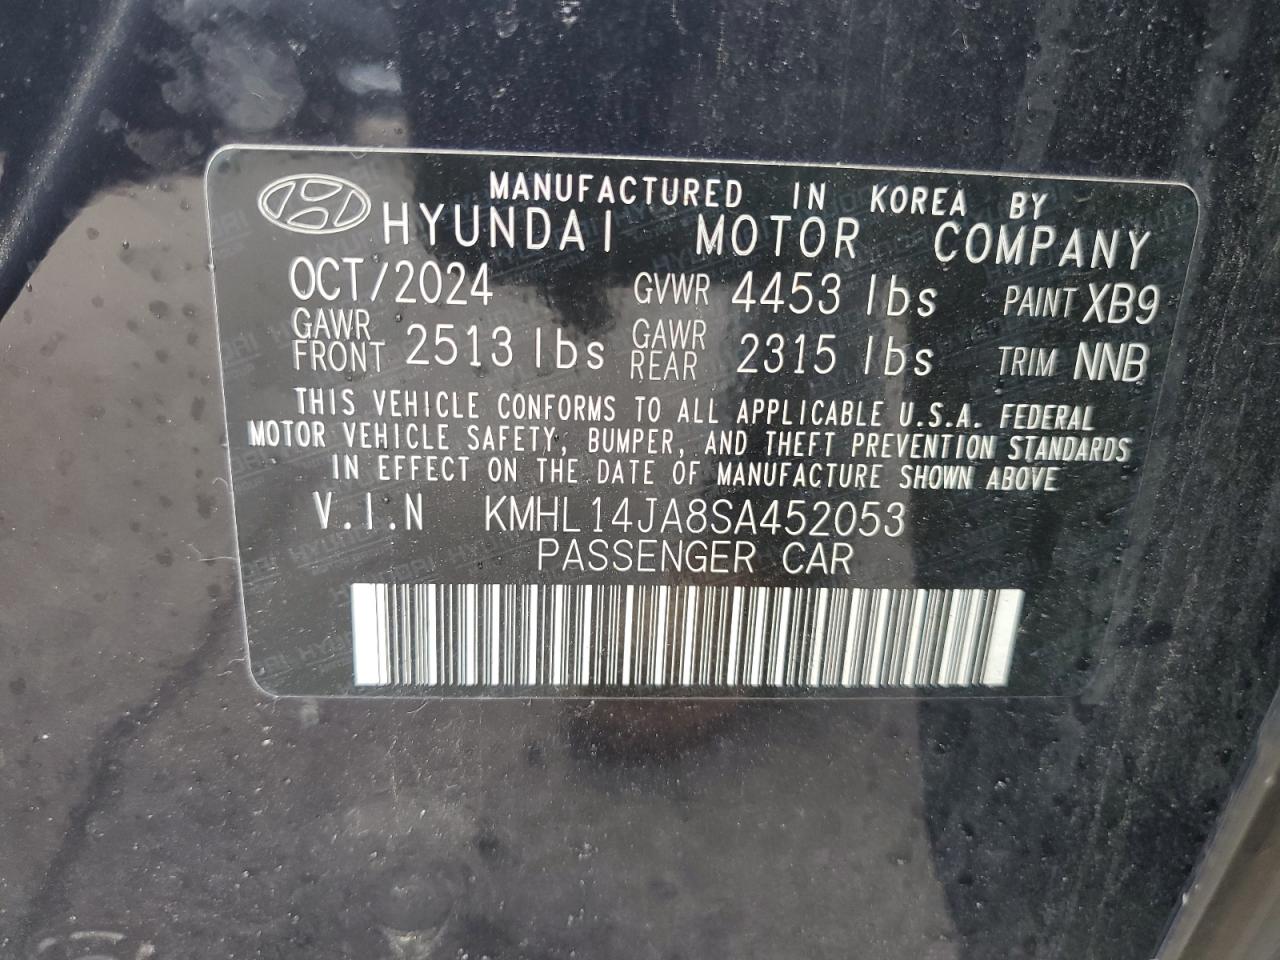 MANUFACTURED IN KOREA BY
HYUNDAI MOTOR COMPANY
OCT/2024 GVWR 4453 lbs PAINT XB9
GAWR FRONT 2513 lbs GAWR REAR 2315 lbs TRIM NNB
THIS VEHICLE CONFORMS TO ALL APPLICABLE U.S.A. FEDERAL
MOTOR VEHICLE SAFETY, BUMPER, AND THEFT PREVENTION STANDARDS
IN EFFECT ON THE DATE OF MANUFACTURE SHOWN ABOVE
V.I.N KMHL14JA8SA452053
PASSENGER CAR